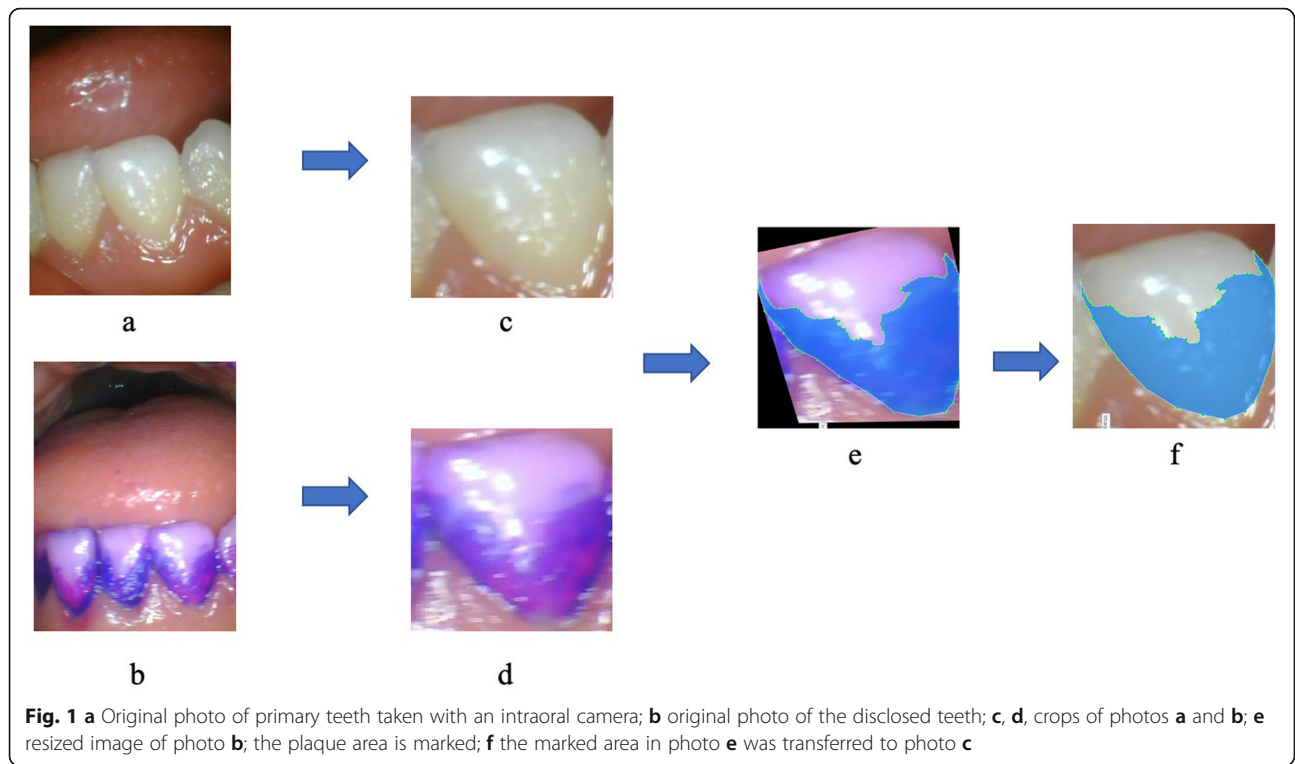 a
c
b
d
e
f
Fig. 1 a Original photo of primary teeth taken with an intraoral camera; b original photo of the disclosed teeth; c, d, crops of photos a and b; e
resized image of photo b; the plaque area is marked; f the marked area in photo e was transferred to photo c